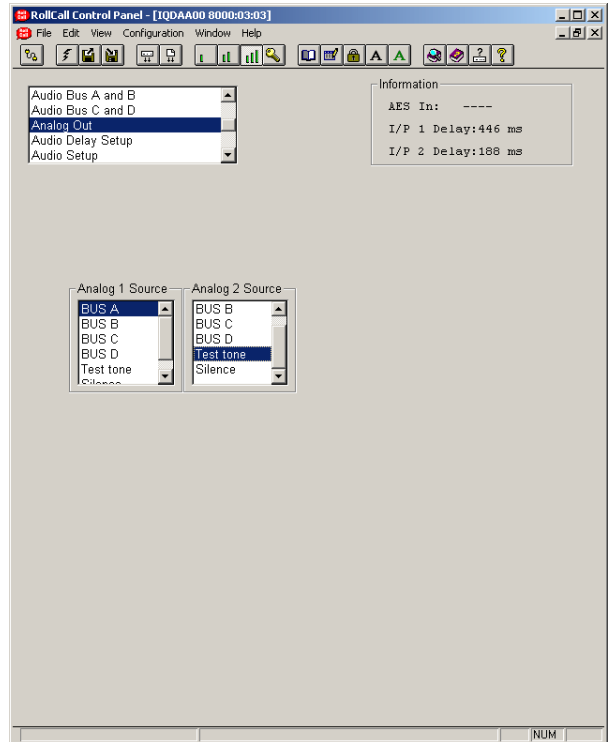 RollCall Control Panel - [IQDAA00 8000:03:03]
File Edit View Configuration Window Help
A A
Audio Bus A and B
Audio Bus C and D
Analog Out
Audio Delay Setup
Audio Setup
Information
AES In: ----
I/P 1 Delay:446 ms
I/P 2 Delay:188 ms
Analog 1 Source
BUS A
BUS B
BUS C
BUS D
Test tone
Silence
Analog 2 Source
BUS B
BUS C
BUS D
Test tone
Silence
NUM